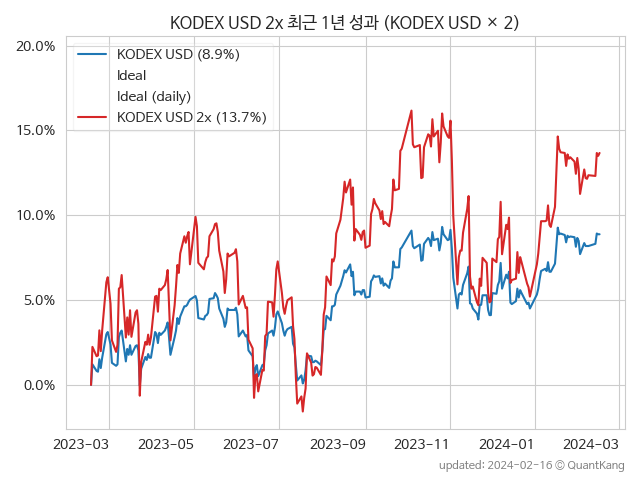 KODEX USD 2x 최근 1년 성과 (KODEX USD × 2)
20.0%
15.0%
10.0%
5.0%
0.0%
KODEX USD (8.9%)
Ideal
Ideal (daily)
KODEX USD 2x (13.7%)
2023-03 2023-05 2023-07 2023-09 2023-11 2024-01 2024-03
updated: 2024-02-16 © QuantKang